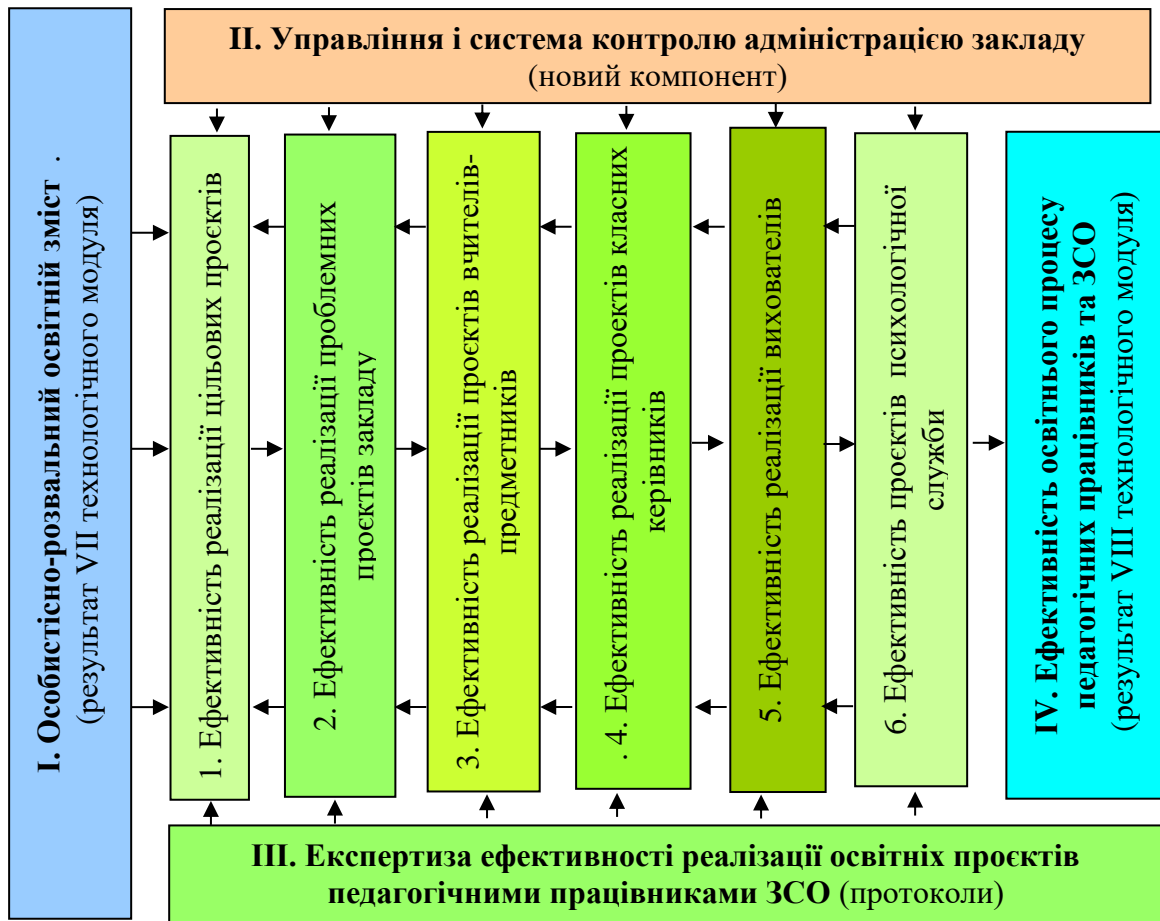 І. Особистісно-розвальний освітній зміст .
(результат VII технологічного модуля)
ІІ. Управління і система контролю адміністрацією закладу
(новий компонент)
1. Ефективність реалізації цільових проєктів
2. Ефективність реалізації проблемних
проєктів закладу
3. Ефективність реалізації проєктів вчителів-
предметників
. 4. Ефективність реалізації проектів класних
керівників
5. Ефективність реалізації вихователів
6. Ефективність проєктів психологічної
служби
IV. Ефективність освітнього процесу
педагогічних працівників та ЗСО
(результат VIII технологічного модуля)
ІІІ. Експертиза ефективності реалізації освітніх проєктів
педагогічними працівниками ЗСО (протоколи)